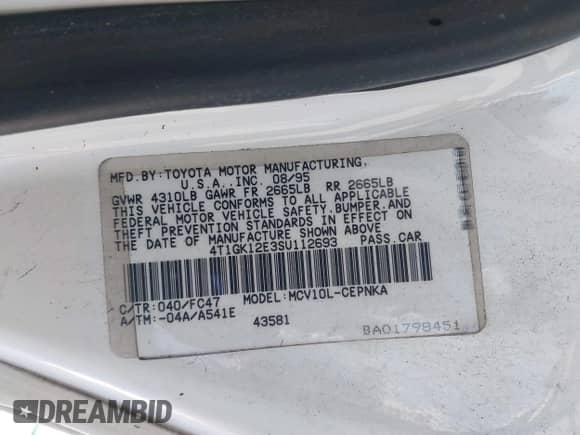 MFD.BY:TOYOTA MOTOR MANUFACTURING,
U.S.A., INC. 08/95
GVWR 4310LB GAWR FR 2665LB RR 2665LB
THIS VEHICLE CONFORMS TO ALL APPLICABLE
FEDERAL MOTOR VEHICLE SAFETY,BUMPER,AND
THEFT PREVENTION STANDARDS IN EFFECT ON
THE DATE OF MANUFACTURE SHOWN ABOVE
4T1GK12E3SU112693 PASS.CAR
C/TR:040/FC47 MODEL:MCV10L-CEPNKA
A/TM:-04A/A541E 43581
BA01798451
DREAMBID